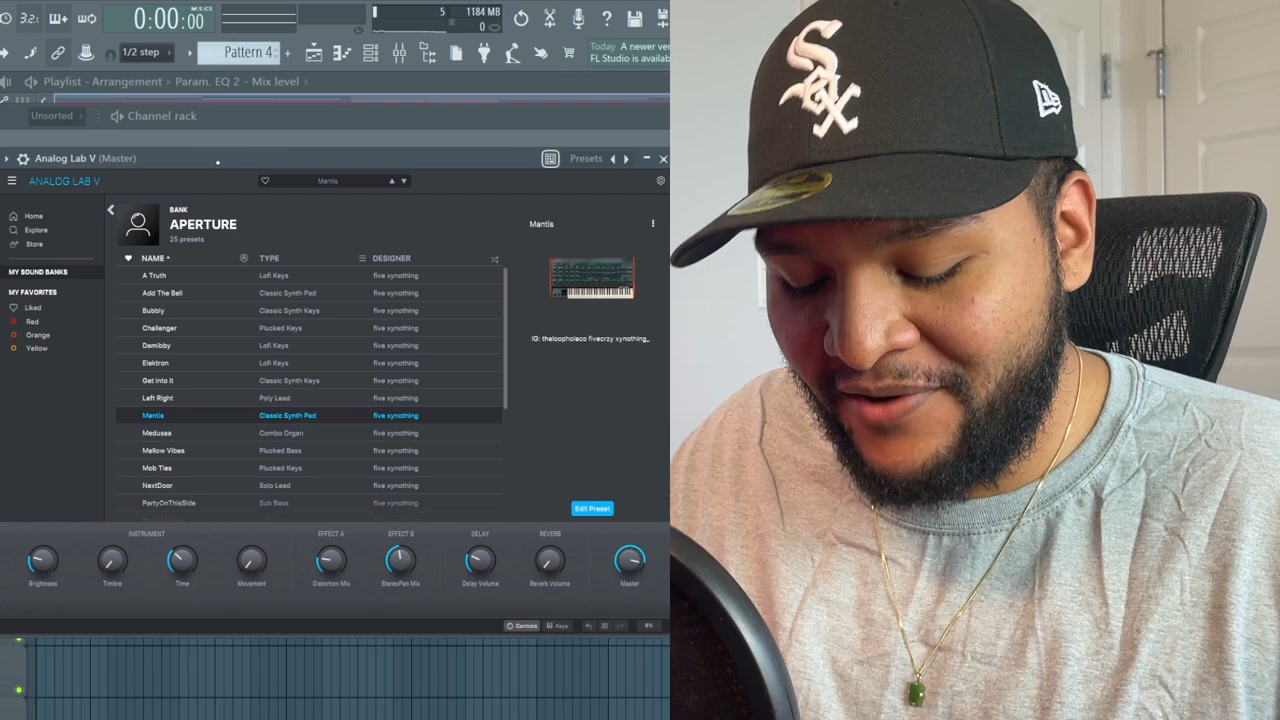 3 2
0:00:00 M:S:CS
5
1184 MB
0
1/2 step
Pattern 4
Today A newer ver
FL Studio is availab
Playlist - Arrangement › Param. EQ 2 - Mix level ›
Unsorted
Channel rack
Analog Lab V (Master)
Presets
ANALOG LAB V
Mantis
Home
Explore
Store
MY SOUND BANKS
MY FAVORITES
Liked
Red
Orange
Yellow
BANK
APERTURE
25 presets
NAME TYPE DESIGNER
A Truth Lofi Keys five xynothing
Add The Bell Classic Synth Pad five xynothing
Bubbly Classic Synth Keys five xynothing
Challenger Plucked Keys five xynothing
Demibby Lofi Keys five xynothing
Elektron Lofi Keys five xynothing
Get into it Classic Synth Keys five xynothing
Left Right Poly Lead five xynothing
Mantis Classic Synth Pad five xynothing
Medusaa Combo Organ five xynothing
Mellow Vibes Plucked Bass five xynothing
Mob Ties Plucked Keys five xynothing
NextDoor Solo Lead five xynothing
PartyOnThisSide Sub Bass five xynothing
Mantis
IG: theloopholeco fivecrzy xynothing_
Edit Preset
INSTRUMENT
EFFECT A
EFFECT B
DELAY
REVERB
Brightness
Timbre
Time
Movement
Distortion Mix
StereoPan Mix
Delay Volume
Reverb Volume
Master
Controls
Keys
Sox